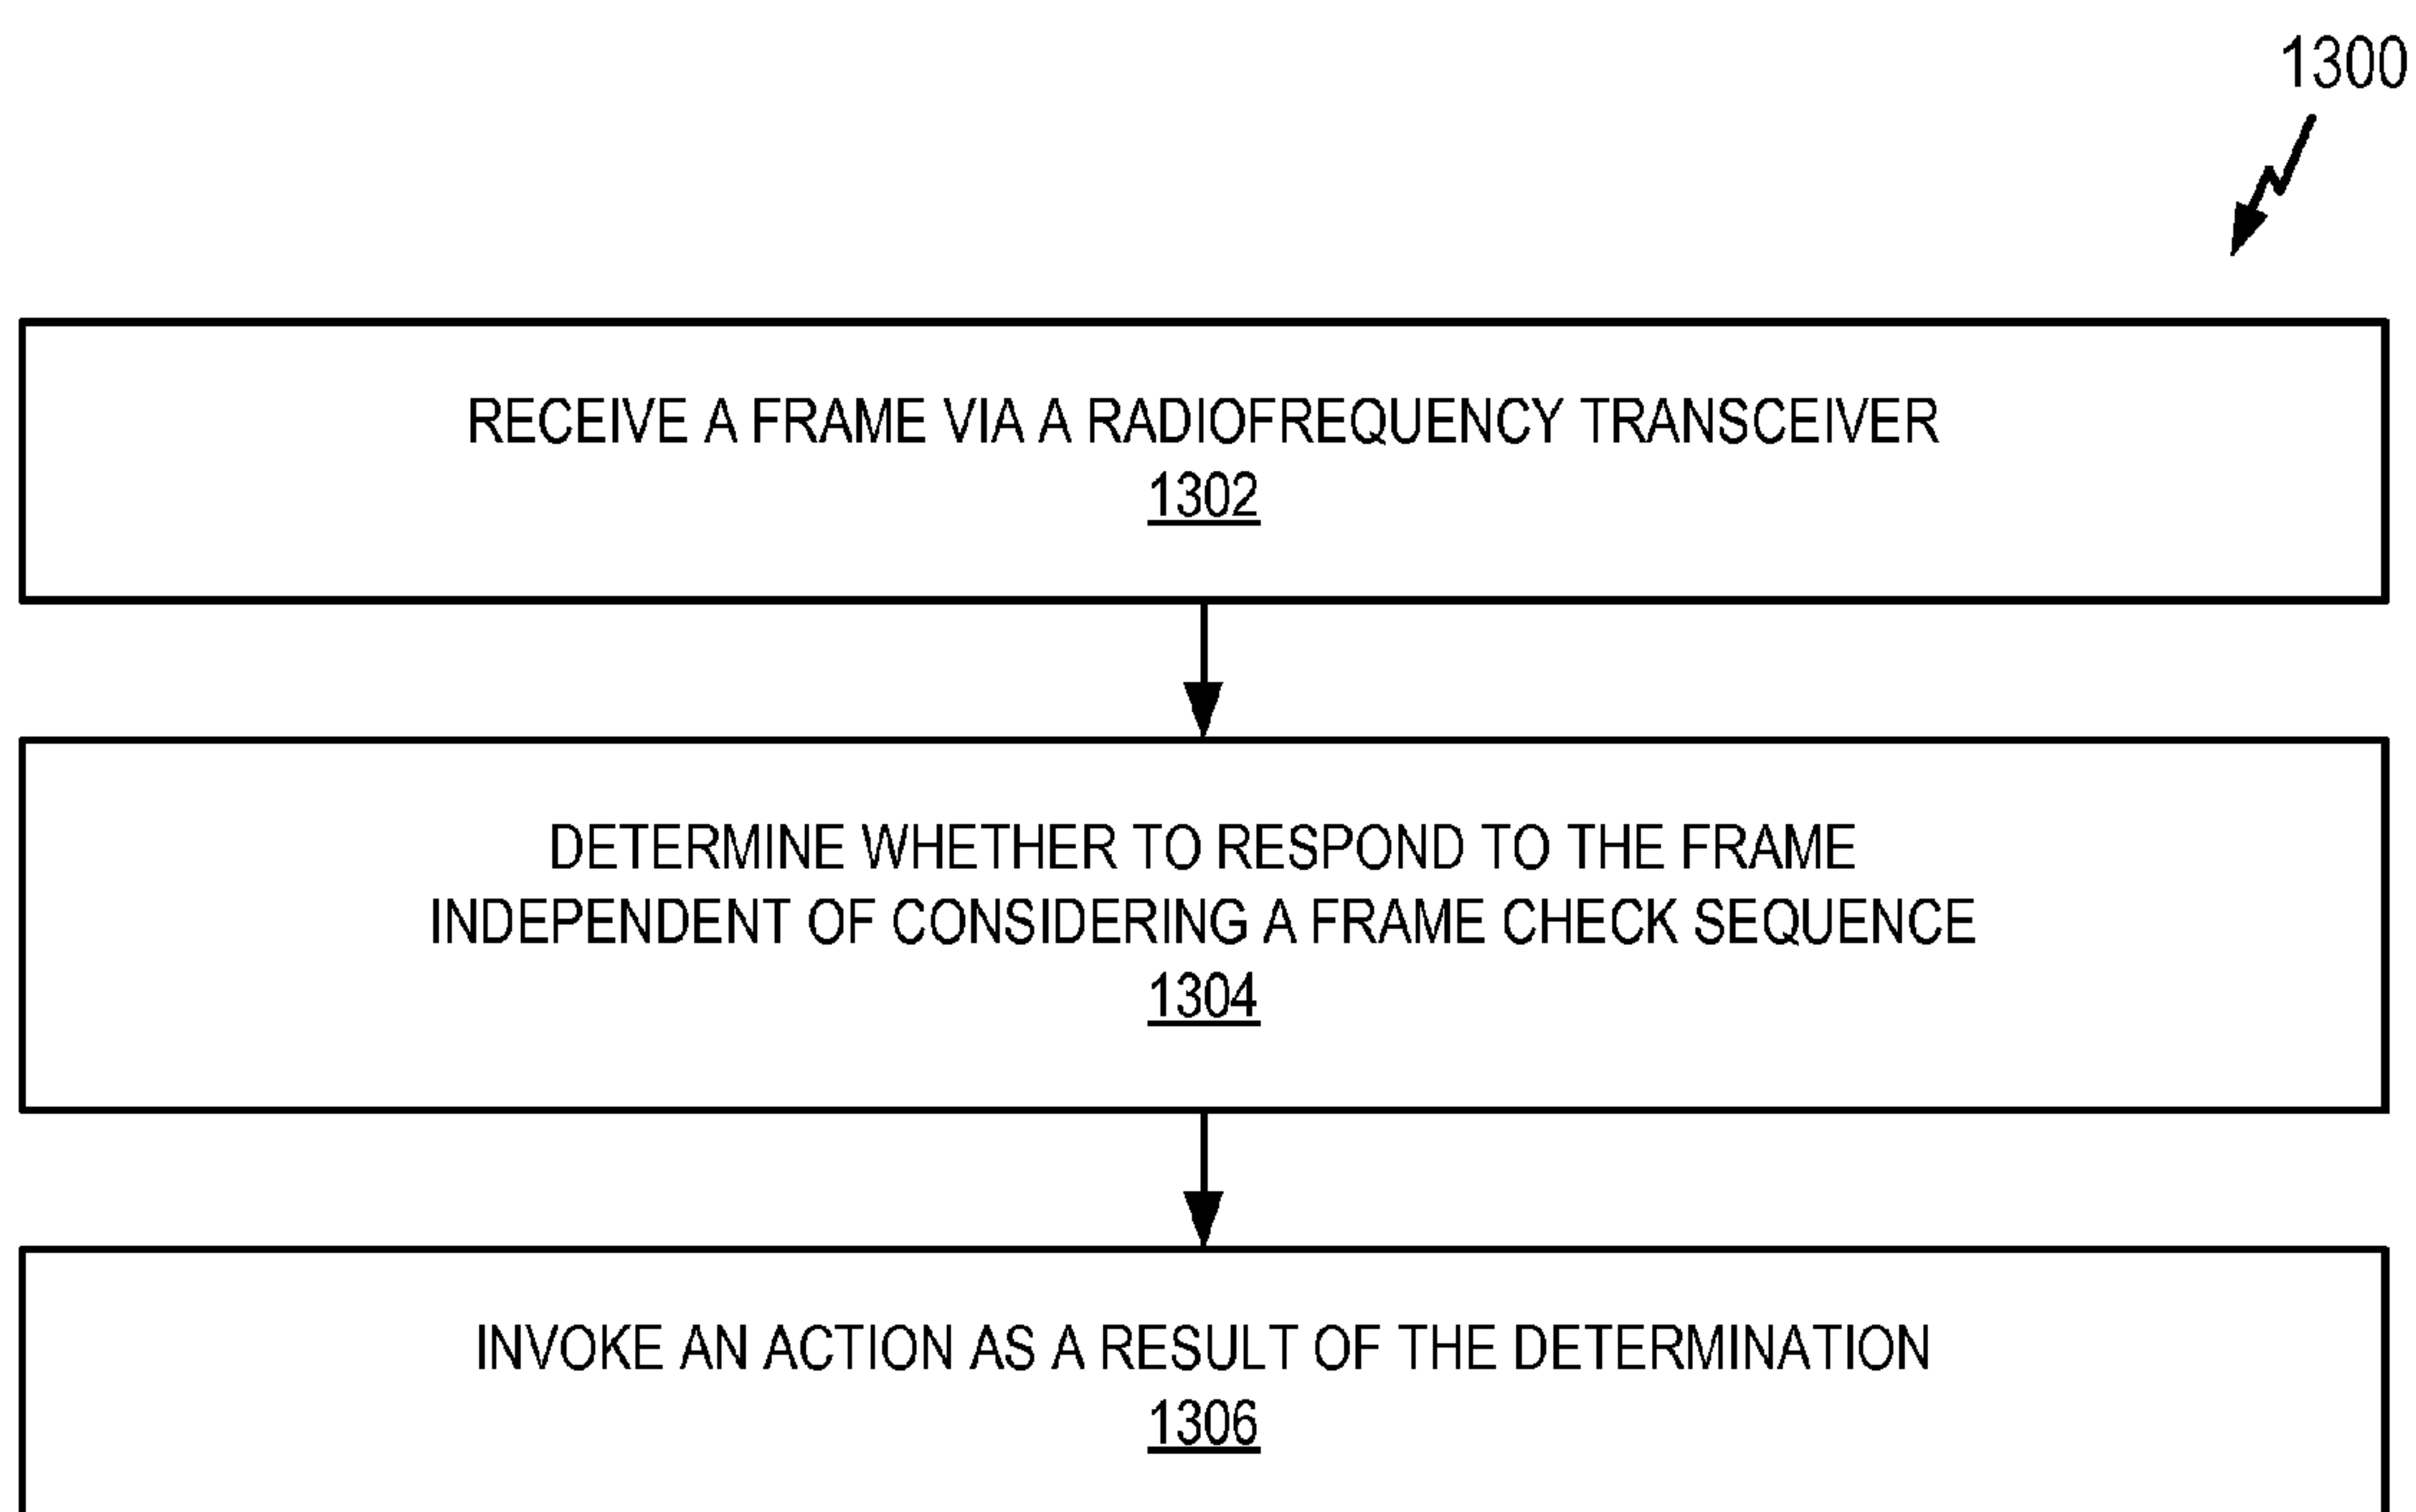 1300
RECEIVE A FRAME VIA A RADIOFREQUENCY TRANSCEIVER
1302
DETERMINE WHETHER TO RESPOND TO THE FRAME
INDEPENDENT OF CONSIDERING A FRAME CHECK SEQUENCE
1304
INVOKE AN ACTION AS A RESULT OF THE DETERMINATION
1306